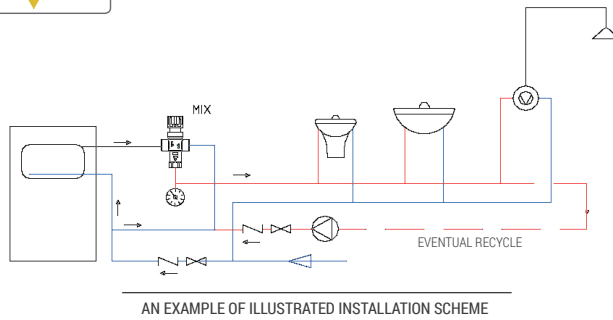 MIX
EVENTUAL RECYCLE
AN EXAMPLE OF ILLUSTRATED INSTALLATION SCHEME